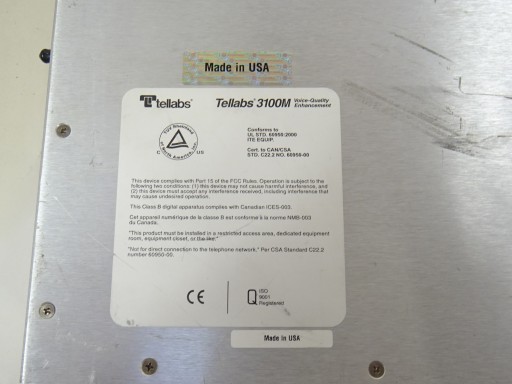 Made in USA
tellabs
Tellabs 3100M Voice-Quality
Enhancement
Conforms to
UL STD. 60950-2000
ITE EQUIP.
Cert. to CAN/CSA
STD. C22.2 NO. 60950-00
C US
This device complies with Part 15 of the FCC Rules. Operation is subject to the
following two conditions: (1) this device may not cause harmful interference, and
(2) this device must accept any interference received, including interference that
may cause undesired operation.
This Class B digital apparatus complies with Canadian ICES-003.
Cet appareil numérique de la classe B est conforme à la norme NMB-003
du Canada.
"This product must be installed in a restricted access area, dedicated equipment
room, equipment closet, or
"Not for direct connection to the telephone network." Per CSA Standard C22.2
number 60950-00.
CE
Q ISO
9001
Registered
Made in USA